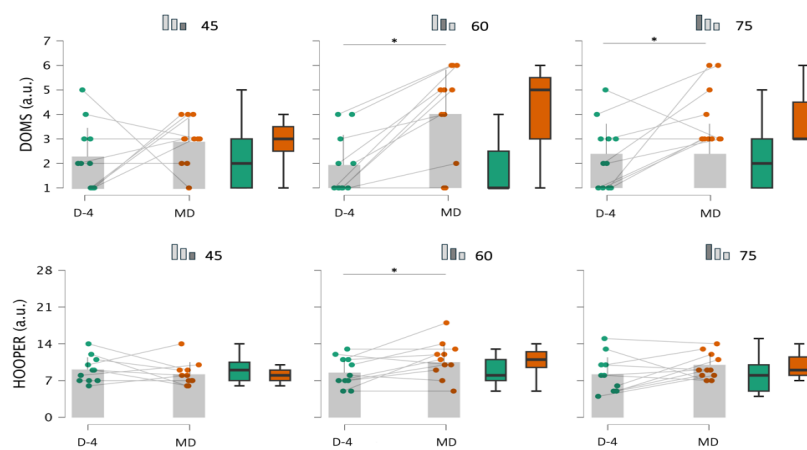 45
60
75
DOMS (a.u.)
7
6
5
4
3
2
1
*
*
D-4
MD
D-4
MD
D-4
MD
45
60
75
HOOPER (a.u.)
28
21
14
7
0
*
D-4
MD
D-4
MD
D-4
MD